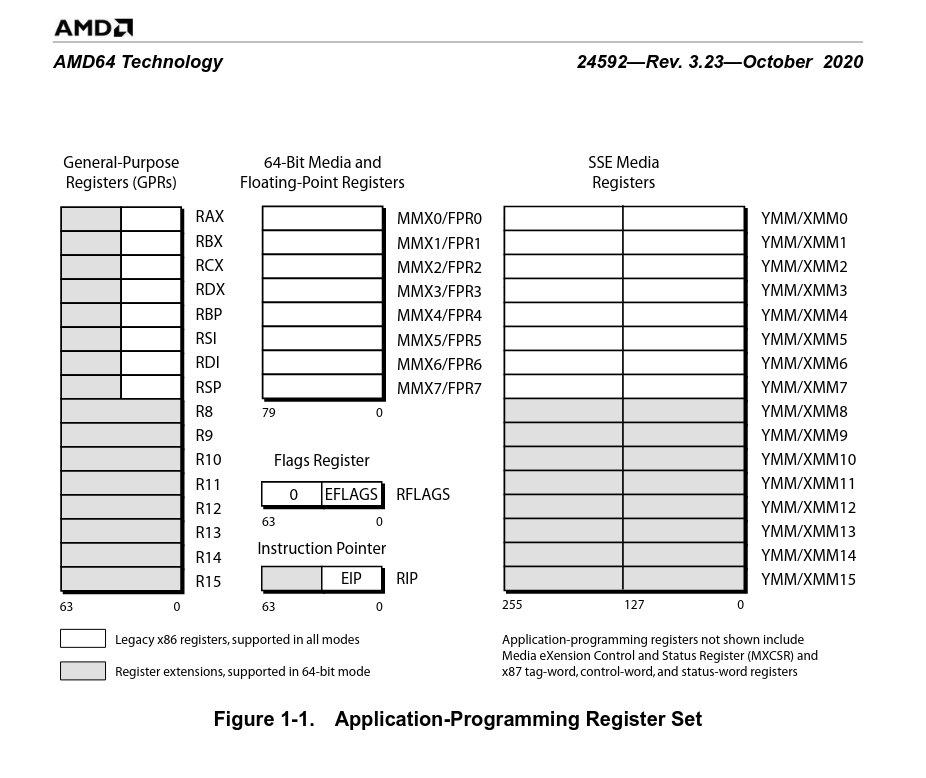 AMD
AMD64 Technology
24592—Rev. 3.23—October 2020
General-Purpose
Registers (GPRs)
RAX
RBX
RCX
RDX
RBP
RSI
RDI
RSP
R8
R9
R10
R11
R12
R13
R14
R15
63 0
64-Bit Media and
Floating-Point Registers
MMX0/FPR0
MMX1/FPR1
MMX2/FPR2
MMX3/FPR3
MMX4/FPR4
MMX5/FPR5
MMX6/FPR6
MMX7/FPR7
79 0
Flags Register
0 EFLAGS RFLAGS
63 0
Instruction Pointer
EIP RIP
63 0
SSE Media
Registers
YMM/XMM0
YMM/XMM1
YMM/XMM2
YMM/XMM3
YMM/XMM4
YMM/XMM5
YMM/XMM6
YMM/XMM7
YMM/XMM8
YMM/XMM9
YMM/XMM10
YMM/XMM11
YMM/XMM12
YMM/XMM13
YMM/XMM14
YMM/XMM15
255 127 0
Legacy x86 registers, supported in all modes
Register extensions, supported in 64-bit mode
Application-programming registers not shown include
Media eXension Control and Status Register (MXCSR) and
x87 tag-word, control-word, and status-word registers
Figure 1-1. Application-Programming Register Set